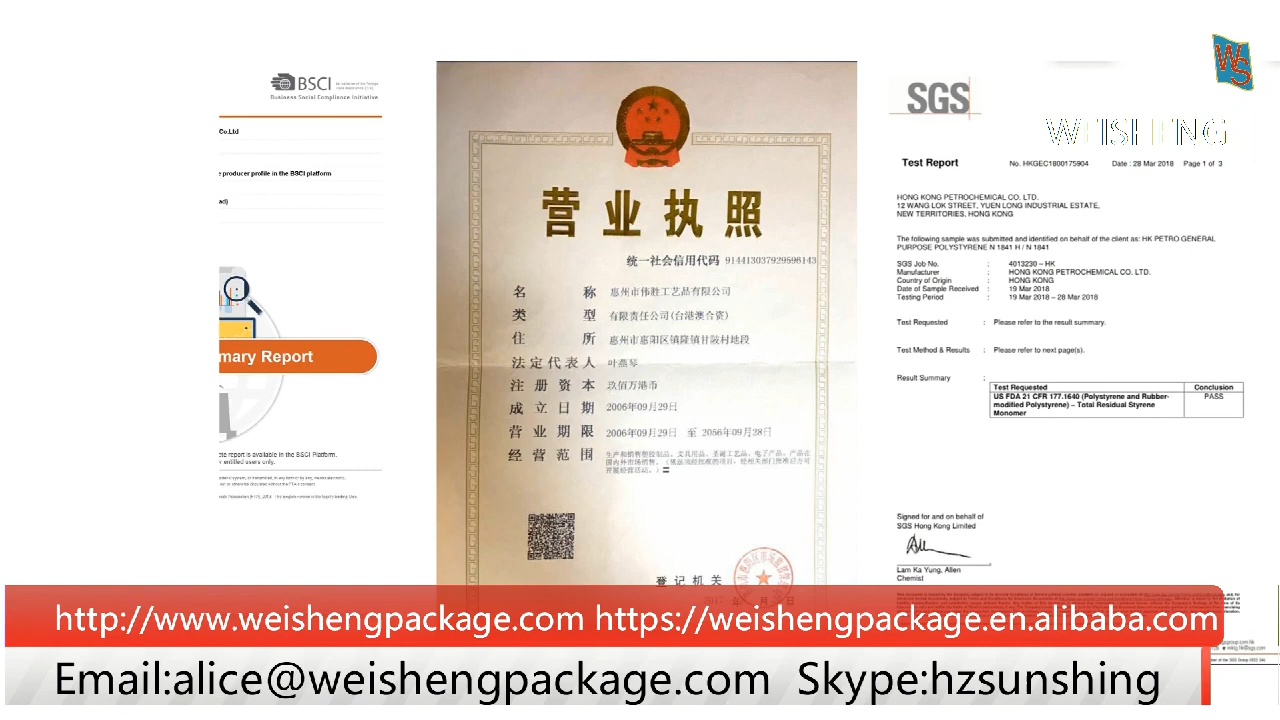 BSCI
Business Social Compliance Initiative
Co.Ltd
producer profile in the BSCI platform
mary Report
report is available in the BSCI Platform.
entitled users only.
营业执照
统一社会信用代码
名 称 惠州市伟胜工艺品有限公司
类 型 有限责任公司(台港澳合资)
住 所 惠州市惠阳区镇隆镇甘陂村地段
法定代表人 叶燕琴
注册资本 玖佰万港币
成立日期 2006年09月29日
营业期限 2006年09月29日 至 2056年09月28日
经营范围
登记机关
WS
WEISHENG
SGS
Test Report No. HKGEC1800175904 Date : 28 Mar 2018 Page 1 of 3
HONG KONG PETROCHEMICAL CO. LTD.
12 WANG LOK STREET, YUEN LONG INDUSTRIAL ESTATE,
NEW TERRITORIES, HONG KONG
The following sample was submitted and identified on behalf of the client as: HK PETRO GENERAL
PURPOSE POLYSTYRENE N 1841 H / N 1841
SGS Job No. : 4013230 – HK
Manufacturer : HONG KONG PETROCHEMICAL CO. LTD.
Country of Origin : HONG KONG
Date of Sample Received : 19 Mar 2018
Testing Period : 19 Mar 2018 – 28 Mar 2018
Test Requested : Please refer to the result summary.
Test Method & Results : Please refer to next page(s).
Result Summary :
Test Requested Conclusion
US FDA 21 CFR 177.1640 (Polystyrene and Rubber- PASS
modified Polystyrene) – Total Residual Styrene
Monomer
Signed for and on behalf of
SGS Hong Kong Limited
Lam Ka Yung, Allen
Chemist
http://www.weishengpackage.com https://weishengpackage.en.alibaba.com
Email:alice@weishengpackage.com Skype:hzsunshing